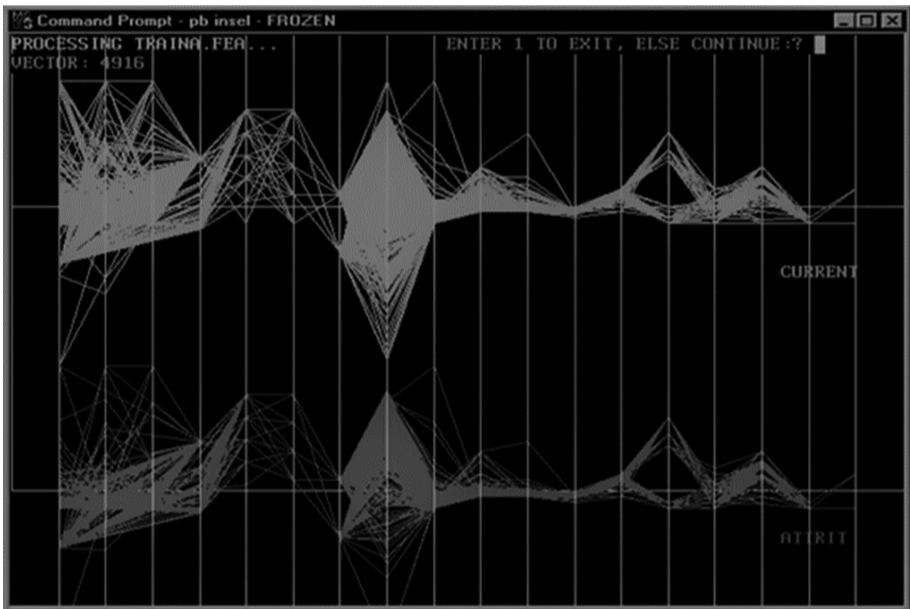 Command Prompt - pb insel - FROZEN
PROCESSING TRAINA.FEA... ENTER 1 TO EXIT, ELSE CONTINUE:?
VECTOR: 4916
CURRENT
ATTRIT